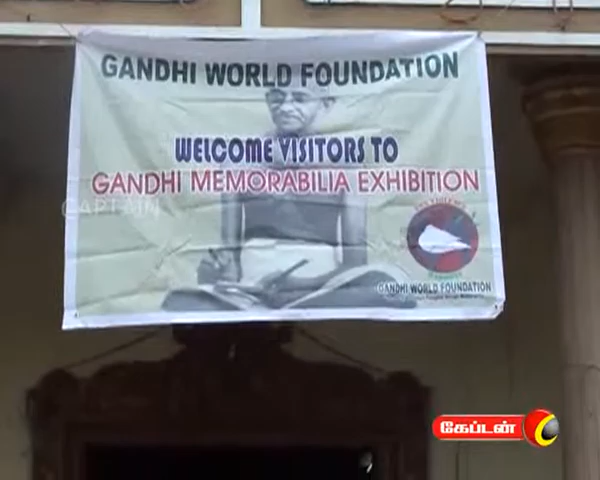 GANDHI WORLD FOUNDATION
WELCOME VISITORS TO
GANDHI MEMORABILIA EXHIBITION
CAPTAIN
GANDHI WORLD FOUNDATION
கேப்டன்